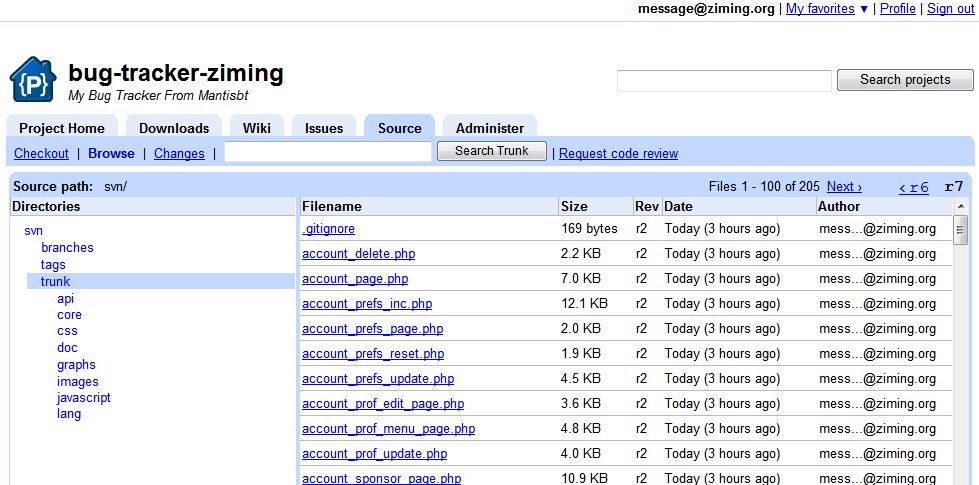 message@ziming.org | My favorites ▼ | Profile | Sign out
{P}
bug-tracker-ziming
My Bug Tracker From Mantisbt
Search projects
Project Home Downloads Wiki Issues Source Administer
Checkout | Browse | Changes | Search Trunk | Request code review
Source path: svn/ Files 1 - 100 of 205 Next › <r6 r7
Directories
svn
branches
tags
trunk
api
core
css
doc
graphs
images
javascript
lang
Filename Size Rev Date Author
.gitignore 169 bytes r2 Today (3 hours ago) mess...@ziming.org
account_delete.php 2.2 KB r2 Today (3 hours ago) mess...@ziming.org
account_page.php 7.0 KB r2 Today (3 hours ago) mess...@ziming.org
account_prefs_inc.php 12.1 KB r2 Today (3 hours ago) mess...@ziming.org
account_prefs_page.php 2.0 KB r2 Today (3 hours ago) mess...@ziming.org
account_prefs_reset.php 1.9 KB r2 Today (3 hours ago) mess...@ziming.org
account_prefs_update.php 4.5 KB r2 Today (3 hours ago) mess...@ziming.org
account_prof_edit_page.php 3.6 KB r2 Today (3 hours ago) mess...@ziming.org
account_prof_menu_page.php 4.8 KB r2 Today (3 hours ago) mess...@ziming.org
account_prof_update.php 4.0 KB r2 Today (3 hours ago) mess...@ziming.org
account_sponsor_page.php 10.9 KB r2 Today (3 hours ago) mess...@ziming.org